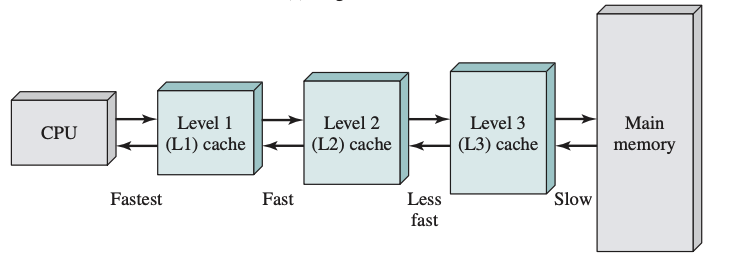 CPU
Level 1
(L1) cache
Level 2
(L2) cache
Level 3
(L3) cache
Main
memory
Fastest
Fast
Less
fast
Slow